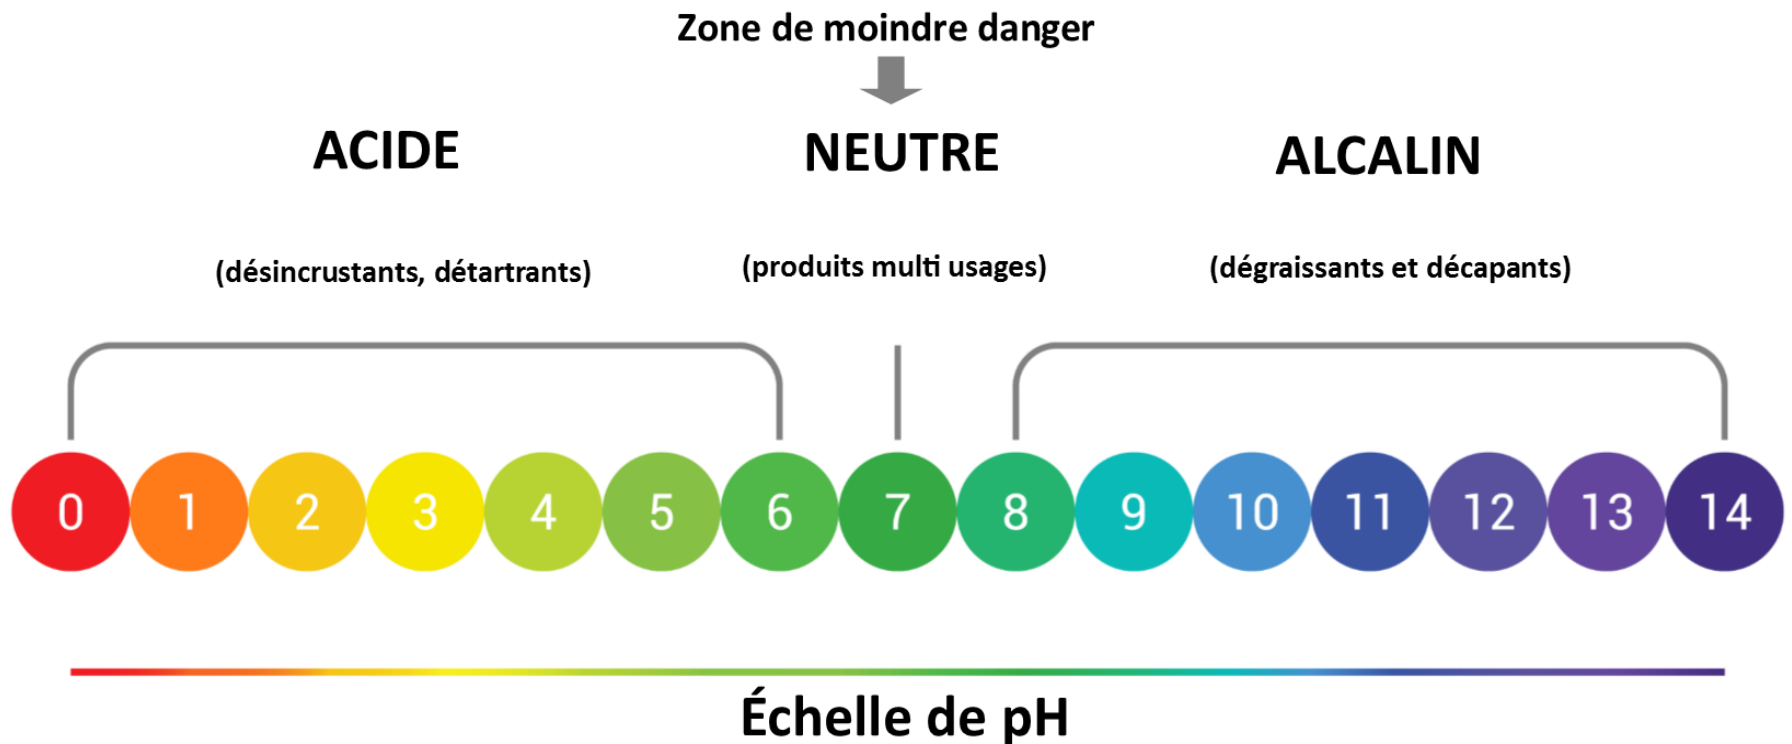 Zone de moindre danger
ACIDE
NEUTRE
ALCALIN
(désincrustants, détartrants)
(produits multi usages)
(dégraissants et décapants)
0 1 2 3 4 5 6 7 8 9 10 11 12 13 14
Échelle de pH